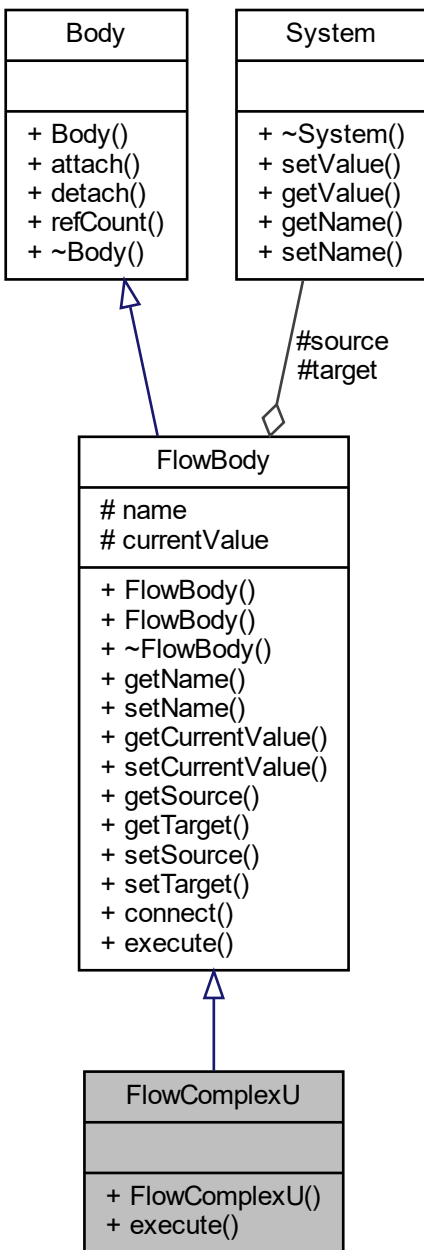 Body
+ Body()
+ attach()
+ detach()
+ refCount()
+ ~Body()
System
+ ~System()
+ setValue()
+ getValue()
+ getName()
+ setName()
#source
#target
FlowBody
# name
# currentValue
+ FlowBody()
+ FlowBody()
+ ~FlowBody()
+ getName()
+ setName()
+ getCurrentValue()
+ setCurrentValue()
+ getSource()
+ getTarget()
+ setSource()
+ setTarget()
+ connect()
+ execute()
FlowComplexU
+ FlowComplexU()
+ execute()